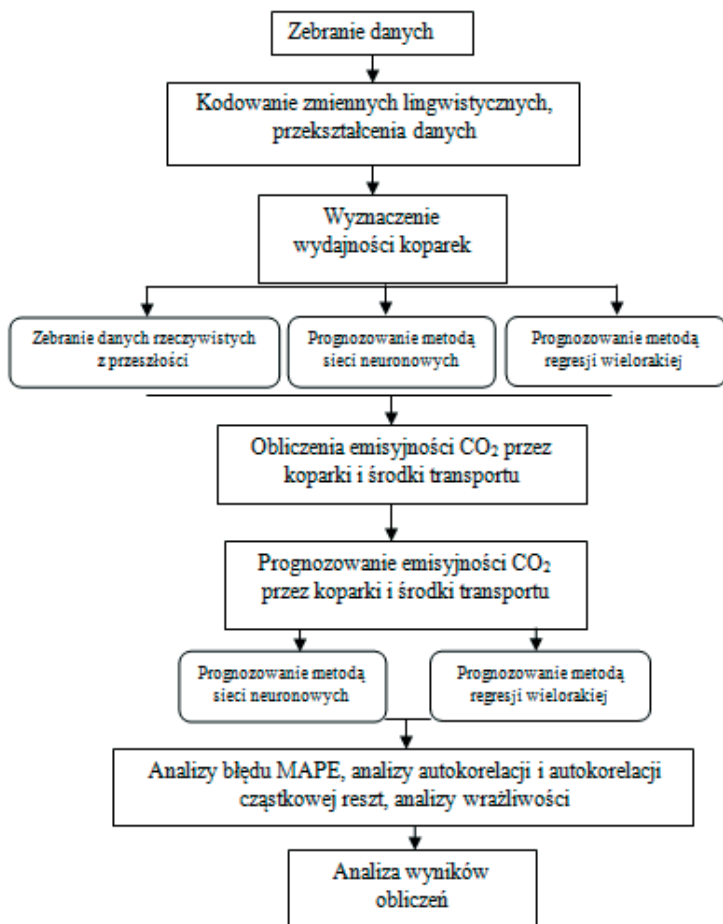 Zebranie danych
Kodowanie zmiennych lingwistycznych,
przekształcenia danych
Wyznaczenie
wydajności koparek
Zebranie danych rzeczywistych
z przeszłości
Prognozowanie metodą
sieci neuronowych
Prognozowanie metodą
regresji wielorakiej
Obliczenia emisyjności CO₂ przez
koparki i środki transportu
Prognozowanie emisyjności CO₂
przez koparki i środki transportu
Prognozowanie metodą
sieci neuronowych
Prognozowanie metodą
regresji wielorakiej
Analizy błędu MAPE, analizy autokorelacji i autokorelacji
cząstkowej reszt, analizy wrażliwości
Analiza wyników
obliczeń